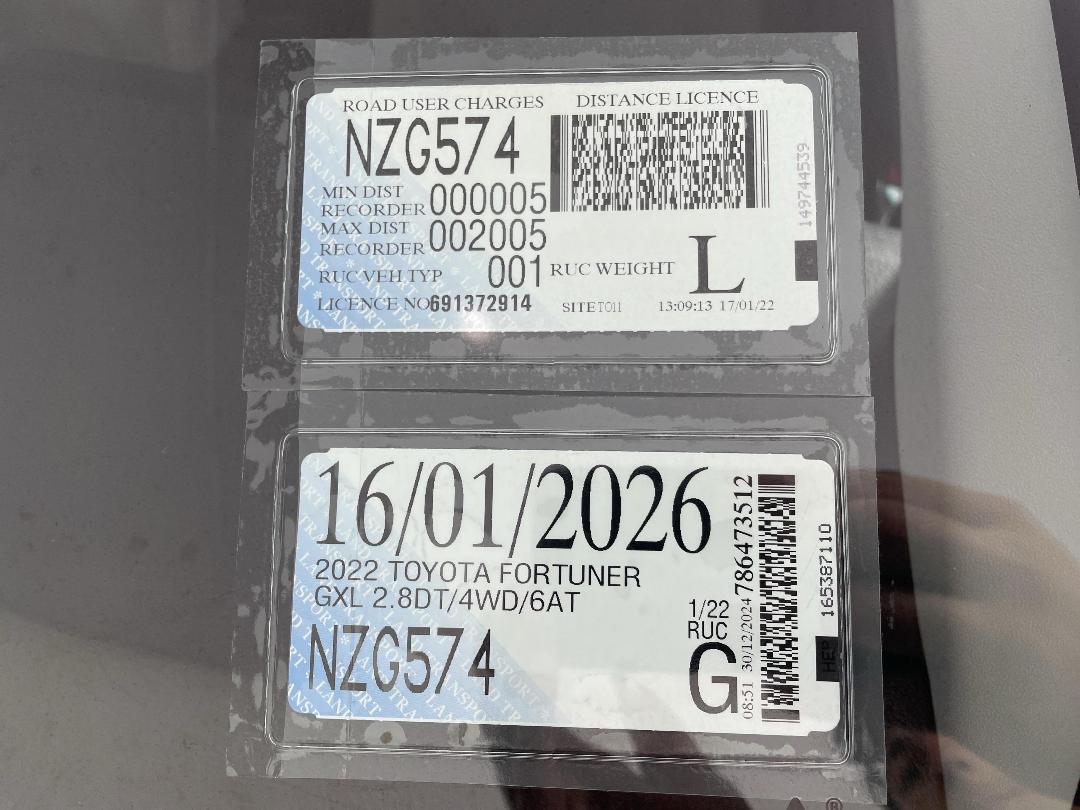 ROAD USER CHARGES DISTANCE LICENCE
NZG574
MIN DIST
RECORDER 000005
MAX DIST
RECORDER 002005
RUC VEH TYP 001 RUC WEIGHT L
LICENCE NO 691372914 SITE TO11 13:09:13 17/01/22
149744539
16/01/2026
2022 TOYOTA FORTUNER
GXL 2.8DT/4WD/6AT
NZG574
1/22
RUC
G
08:51 30/12/2024 786473512
165387110
HEP